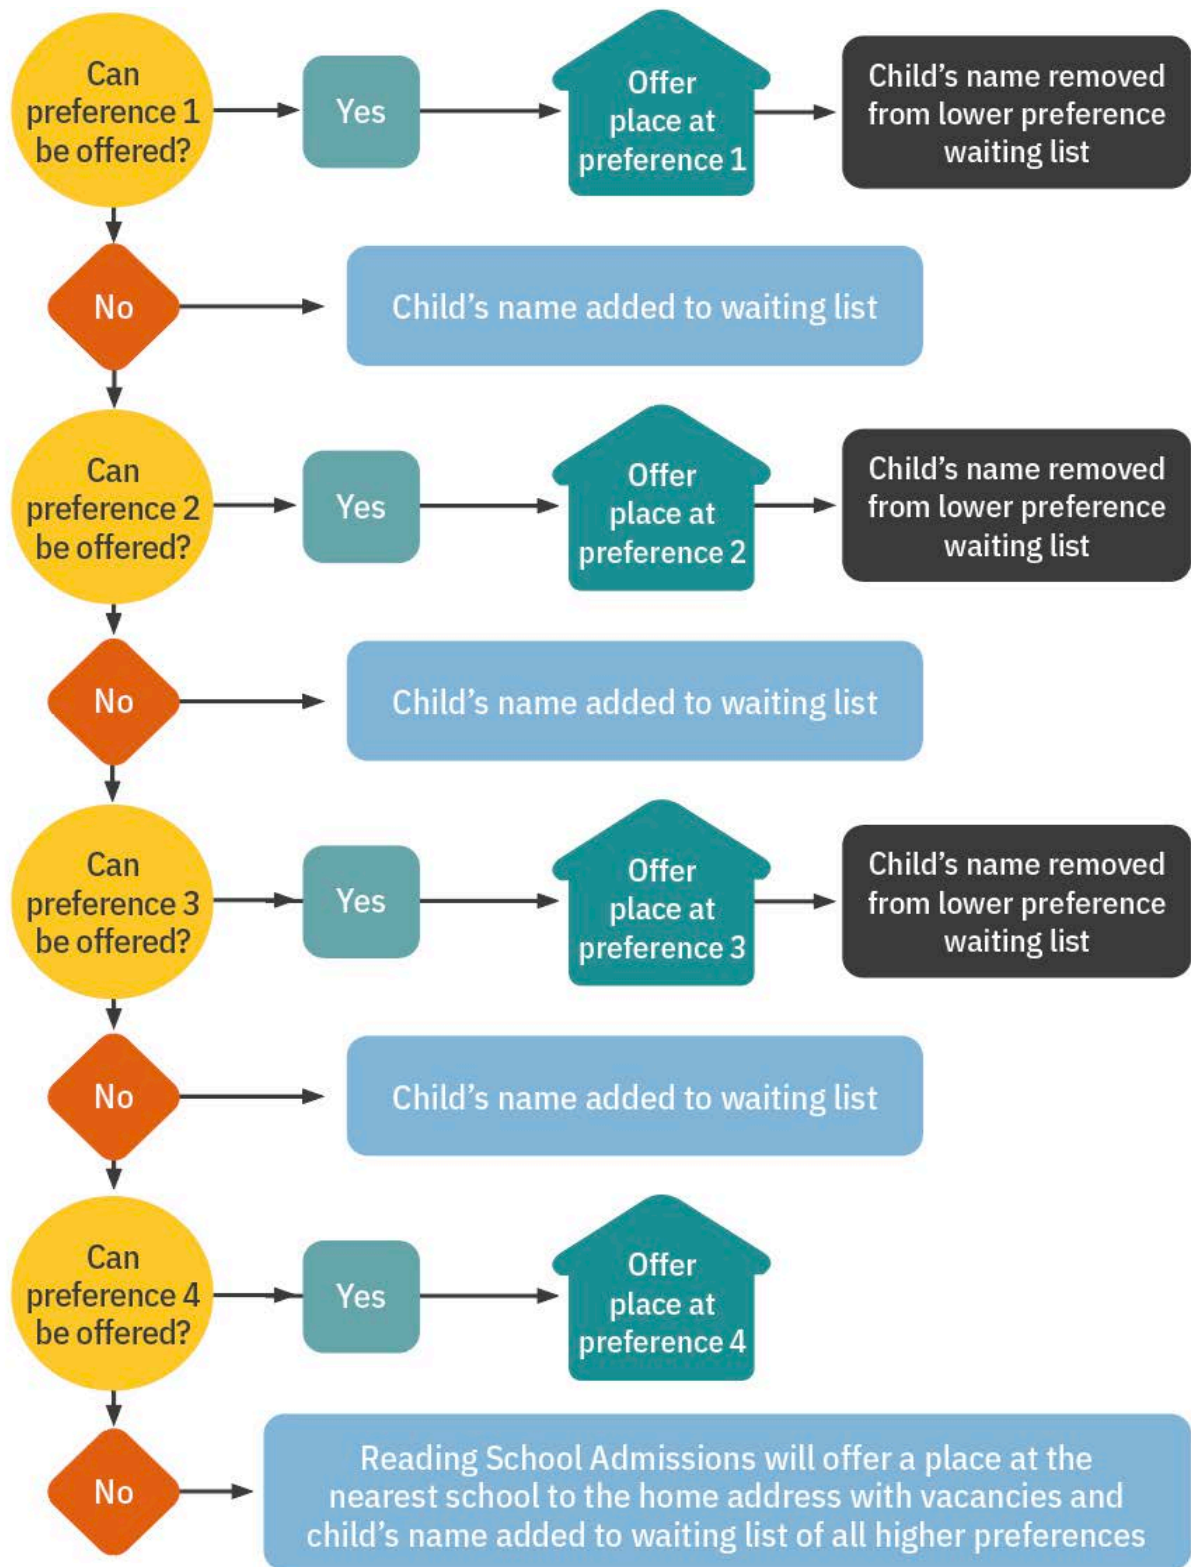 Can
preference 1
be offered?
Yes
Offer
place at
preference 1
Child's name removed
from lower preference
waiting list
No
Child's name added to waiting list
Can
preference 2
be offered?
Yes
Offer
place at
preference 2
Child's name removed
from lower preference
waiting list
No
Child's name added to waiting list
Can
preference 3
be offered?
Yes
Offer
place at
preference 3
Child's name removed
from lower preference
waiting list
No
Child's name added to waiting list
Can
preference 4
be offered?
Yes
Offer
place at
preference 4
No
Reading School Admissions will offer a place at the
nearest school to the home address with vacancies and
child's name added to waiting list of all higher preferences